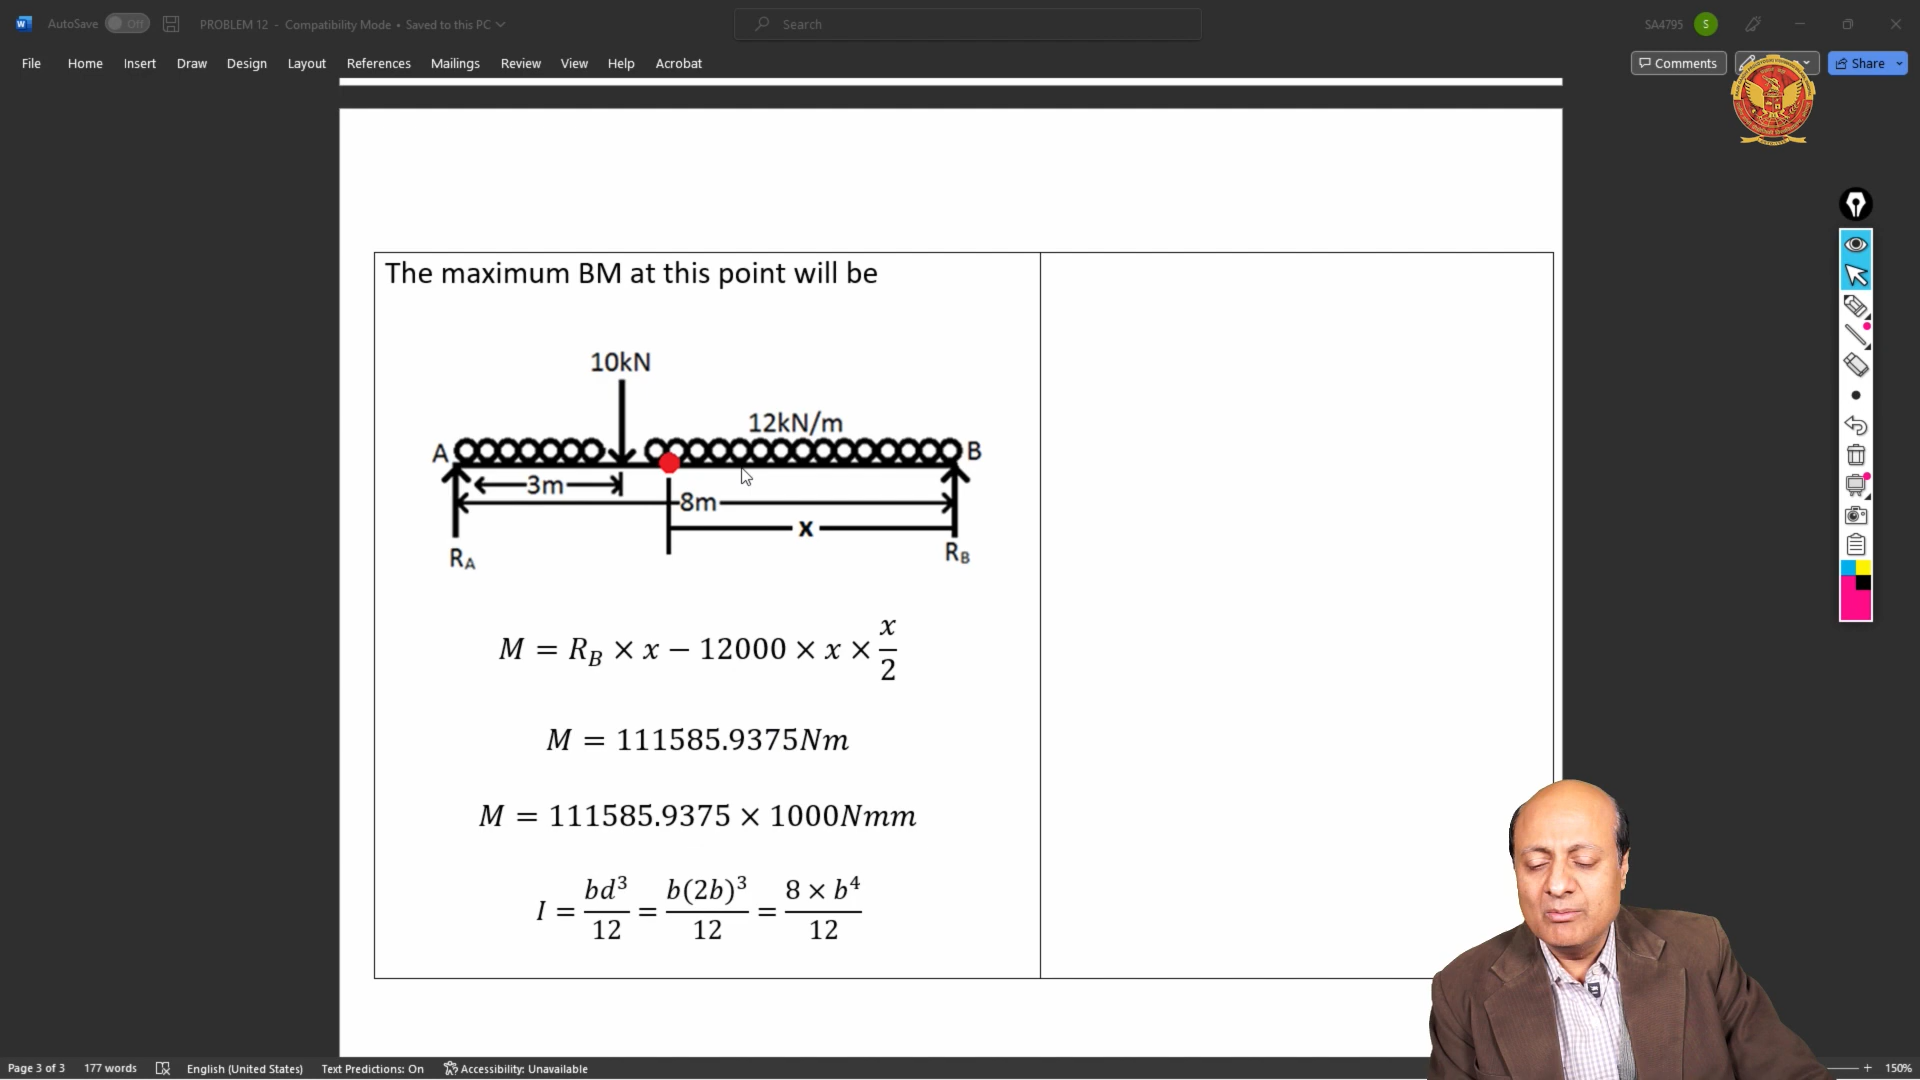 AutoSave Off PROBLEM 12 - Compatibility Mode • Saved to this PC Search SA4795 S
File Home Insert Draw Design Layout References Mailings Review View Help Acrobat Comments Share
The maximum BM at this point will be
10kN
12kN/m
A B
3m
8m
x
R_A R_B
M = R_B × x − 12000 × x × x/2
M = 111585.9375Nm
M = 111585.9375 × 1000Nmm
I = bd³/12 = b(2b)³/12 = 8 × b⁴/12
Page 3 of 3 177 words English (United States) Text Predictions: On Accessibility: Unavailable + 150%